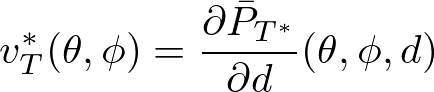 $v_T^*(\theta, \phi) = \frac{\partial \bar{P}_{T^*}}{\partial d}(\theta, \phi, d)$